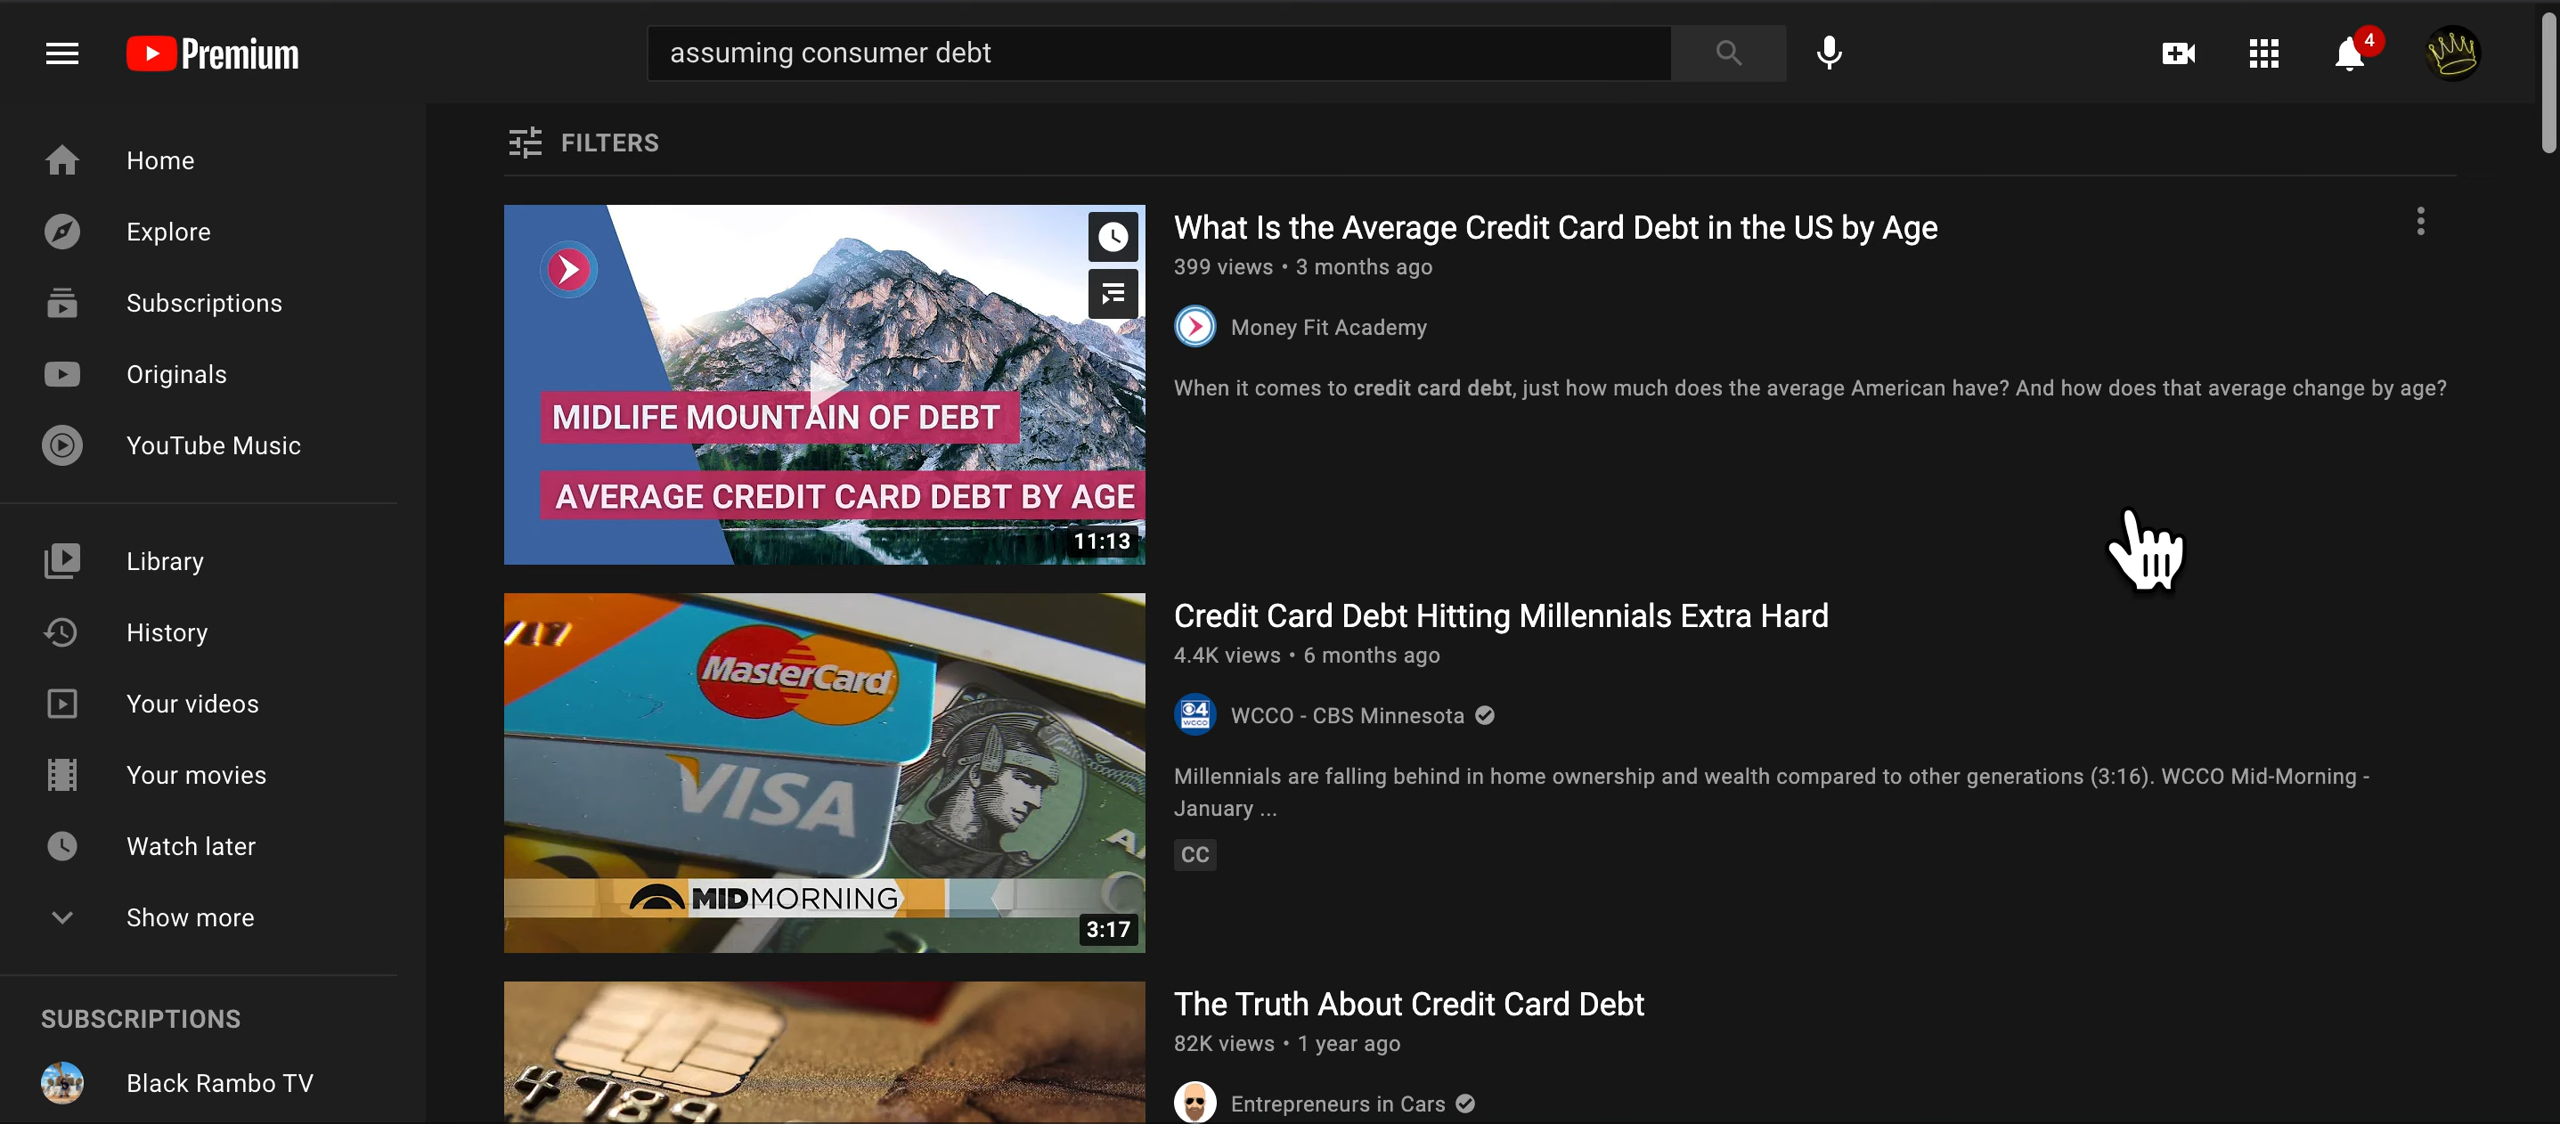 Premium
assuming consumer debt
4
Home
Explore
Subscriptions
Originals
YouTube Music
Library
History
Your videos
Your movies
Watch later
Show more
SUBSCRIPTIONS
Black Rambo TV
FILTERS
MIDLIFE MOUNTAIN OF DEBT
AVERAGE CREDIT CARD DEBT BY AGE
11:13
What Is the Average Credit Card Debt in the US by Age
399 views • 3 months ago
Money Fit Academy
When it comes to credit card debt, just how much does the average American have? And how does that average change by age?
MasterCard
VISA
MIDMORNING
3:17
Credit Card Debt Hitting Millennials Extra Hard
4.4K views • 6 months ago
4
WCCO
WCCO - CBS Minnesota
Millennials are falling behind in home ownership and wealth compared to other generations (3:16). WCCO Mid-Morning -
January ...
CC
4 789
The Truth About Credit Card Debt
82K views • 1 year ago
Entrepreneurs in Cars